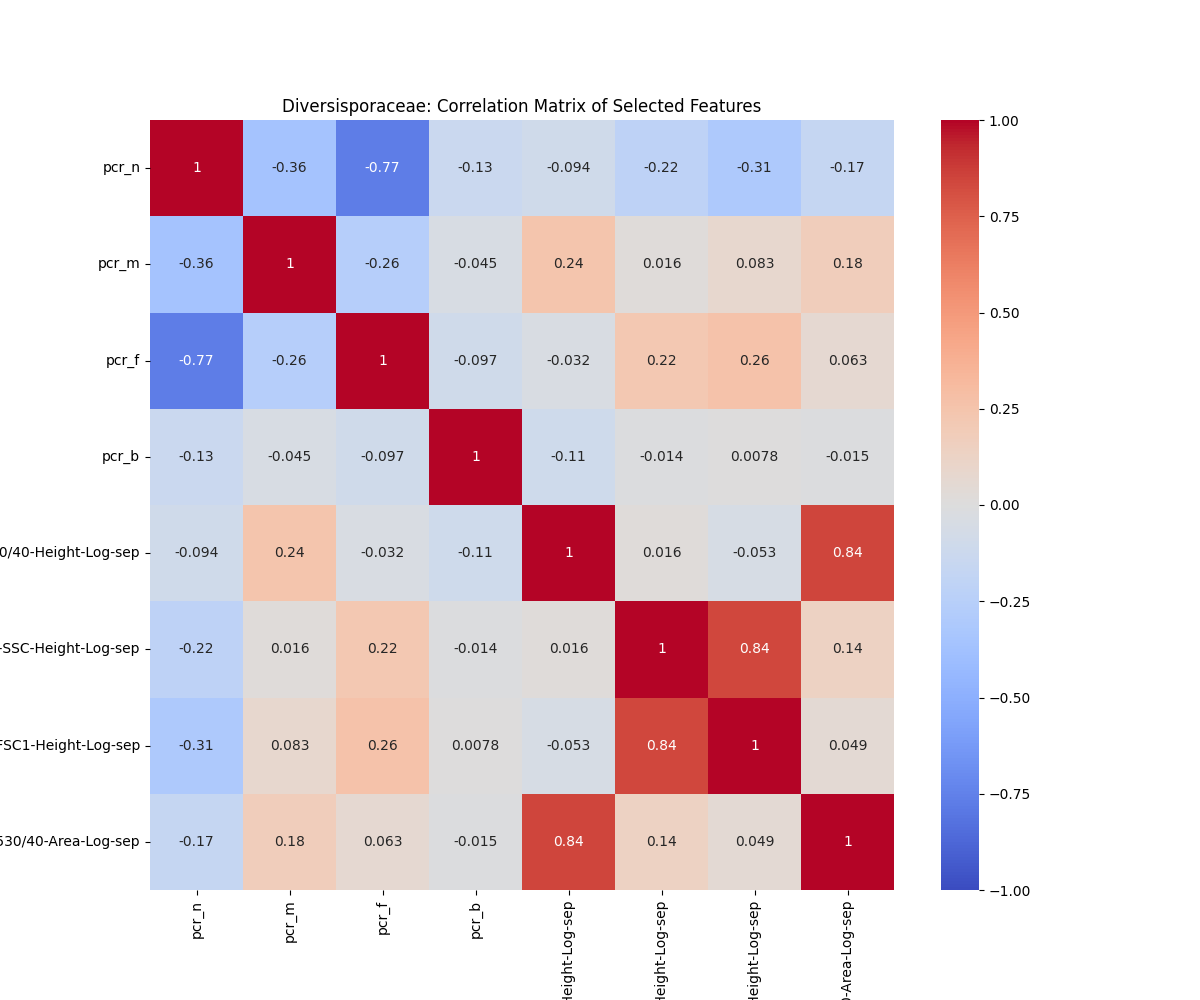 Diversisporaceae: Correlation Matrix of Selected Features
pcr_n 1 -0.36 -0.77 -0.13 -0.094 -0.22 -0.31 -0.17
pcr_m -0.36 1 -0.26 -0.045 0.24 0.016 0.083 0.18
pcr_f -0.77 -0.26 1 -0.097 -0.032 0.22 0.26 0.063
pcr_b -0.13 -0.045 -0.097 1 -0.11 -0.014 0.0078 -0.015
0/40-Height-Log-sep -0.094 0.24 -0.032 -0.11 1 0.016 -0.053 0.84
-SSC-Height-Log-sep -0.22 0.016 0.22 -0.014 0.016 1 0.84 0.14
FSC1-Height-Log-sep -0.31 0.083 0.26 0.0078 -0.053 0.84 1 0.049
530/40-Area-Log-sep -0.17 0.18 0.063 -0.015 0.84 0.14 0.049 1
pcr_n
pcr_m
pcr_f
pcr_b
Height-Log-sep
Height-Log-sep
Height-Log-sep
-Area-Log-sep
1.00
0.75
0.50
0.25
0.00
−0.25
−0.50
−0.75
−1.00